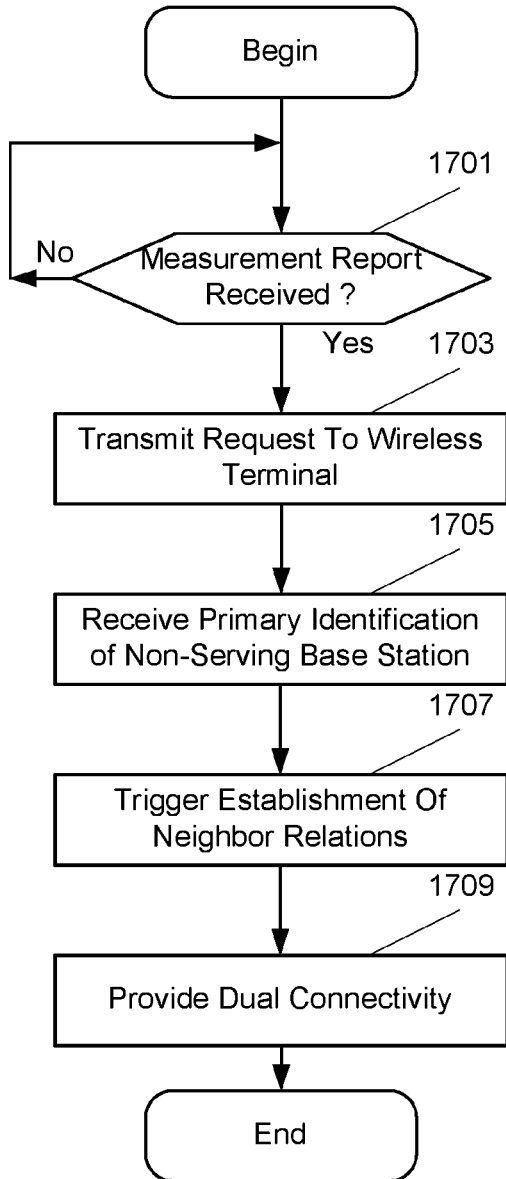 Begin
1701
No
Measurement Report
Received ?
Yes
1703
Transmit Request To Wireless
Terminal
1705
Receive Primary Identification
of Non-Serving Base Station
1707
Trigger Establishment Of
Neighbor Relations
1709
Provide Dual Connectivity
End